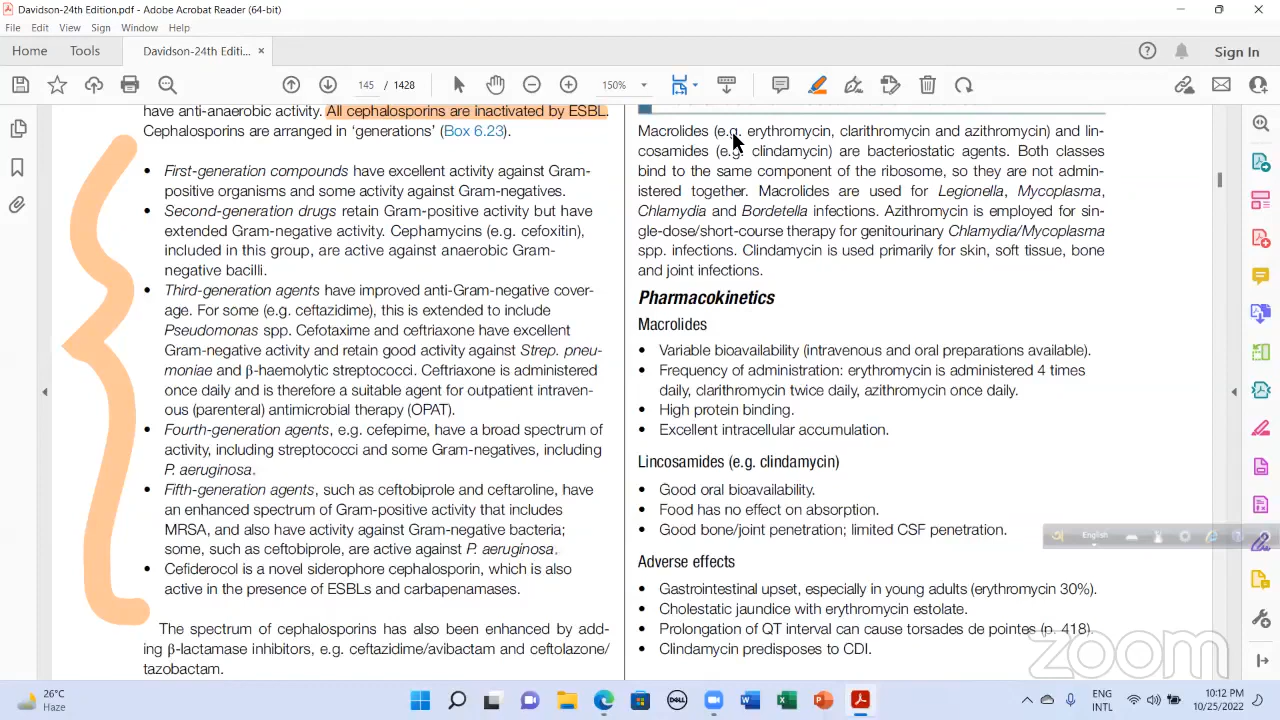 Davidson-24th Edition.pdf - Adobe Acrobat Reader (64-bit)
File Edit View Sign Window Help
Home Tools Davidson-24th Editi... × Sign In
145 / 1428 150%
have anti-anaerobic activity. All cephalosporins are inactivated by ESBL.
Cephalosporins are arranged in ‘generations’ (Box 6.23).
• First-generation compounds have excellent activity against Gram-
positive organisms and some activity against Gram-negatives.
• Second-generation drugs retain Gram-positive activity but have
extended Gram-negative activity. Cephamycins (e.g. cefoxitin),
included in this group, are active against anaerobic Gram-
negative bacilli.
• Third-generation agents have improved anti-Gram-negative cover-
age. For some (e.g. ceftazidime), this is extended to include
Pseudomonas spp. Cefotaxime and ceftriaxone have excellent
Gram-negative activity and retain good activity against Strep. pneu-
moniae and β-haemolytic streptococci. Ceftriaxone is administered
once daily and is therefore a suitable agent for outpatient intraven-
ous (parenteral) antimicrobial therapy (OPAT).
• Fourth-generation agents, e.g. cefepime, have a broad spectrum of
activity, including streptococci and some Gram-negatives, including
P. aeruginosa.
• Fifth-generation agents, such as ceftobiprole and ceftaroline, have
an enhanced spectrum of Gram-positive activity that includes
MRSA, and also have activity against Gram-negative bacteria;
some, such as ceftobiprole, are active against P. aeruginosa.
• Cefiderocol is a novel siderophore cephalosporin, which is also
active in the presence of ESBLs and carbapenamases.
The spectrum of cephalosporins has also been enhanced by add-
ing β-lactamase inhibitors, e.g. ceftazidime/avibactam and ceftolozane/
tazobactam.
Macrolides (e.g. erythromycin, clarithromycin and azithromycin) and lin-
cosamides (e.g. clindamycin) are bacteriostatic agents. Both classes
bind to the same component of the ribosome, so they are not admin-
istered together. Macrolides are used for Legionella, Mycoplasma,
Chlamydia and Bordetella infections. Azithromycin is employed for sin-
gle-dose/short-course therapy for genitourinary Chlamydia/Mycoplasma
spp. infections. Clindamycin is used primarily for skin, soft tissue, bone
and joint infections.
Pharmacokinetics
Macrolides
• Variable bioavailability (intravenous and oral preparations available).
• Frequency of administration: erythromycin is administered 4 times
daily, clarithromycin twice daily, azithromycin once daily.
• High protein binding.
• Excellent intracellular accumulation.
Lincosamides (e.g. clindamycin)
• Good oral bioavailability.
• Food has no effect on absorption.
• Good bone/joint penetration; limited CSF penetration.
English
Adverse effects
• Gastrointestinal upset, especially in young adults (erythromycin 30%).
• Cholestatic jaundice with erythromycin estolate.
• Prolongation of QT interval can cause torsades de pointes (p. 418).
• Clindamycin predisposes to CDI.
zoom
26°C
Haze
DELL
ENG
INTL
10:12 PM
10/25/2022